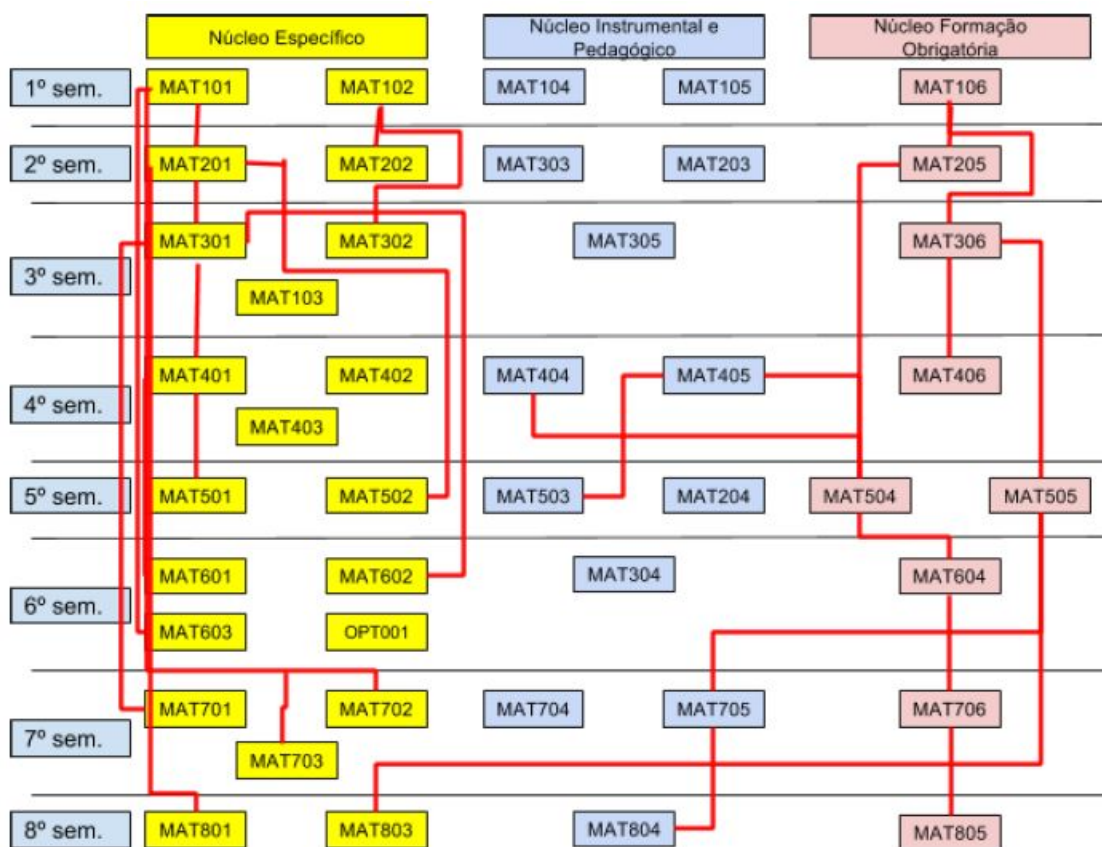 Núcleo Específico
Núcleo Instrumental e
Pedagógico
Núcleo Formação
Obrigatória
1º sem.
MAT101
MAT102
MAT104
MAT105
MAT106
2º sem.
MAT201
MAT202
MAT303
MAT203
MAT205
3º sem.
MAT301
MAT302
MAT305
MAT306
MAT103
4º sem.
MAT401
MAT402
MAT404
MAT405
MAT406
MAT403
5º sem.
MAT501
MAT502
MAT503
MAT204
MAT504
MAT505
6º sem.
MAT601
MAT602
MAT304
MAT604
MAT603
OPT001
7º sem.
MAT701
MAT702
MAT704
MAT705
MAT706
MAT703
8º sem.
MAT801
MAT803
MAT804
MAT805